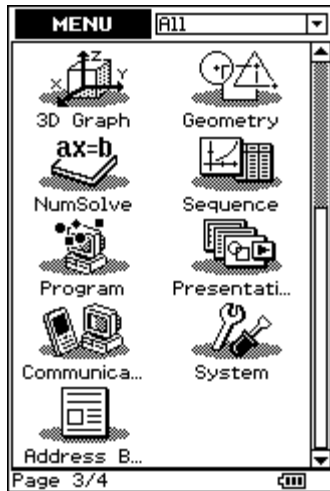 MENU All
Z
X Y
3D Graph Geometry
r
ax=b
NumSolve Sequence
Program Presentati...
Communica... System
Address B...
Page 3/4